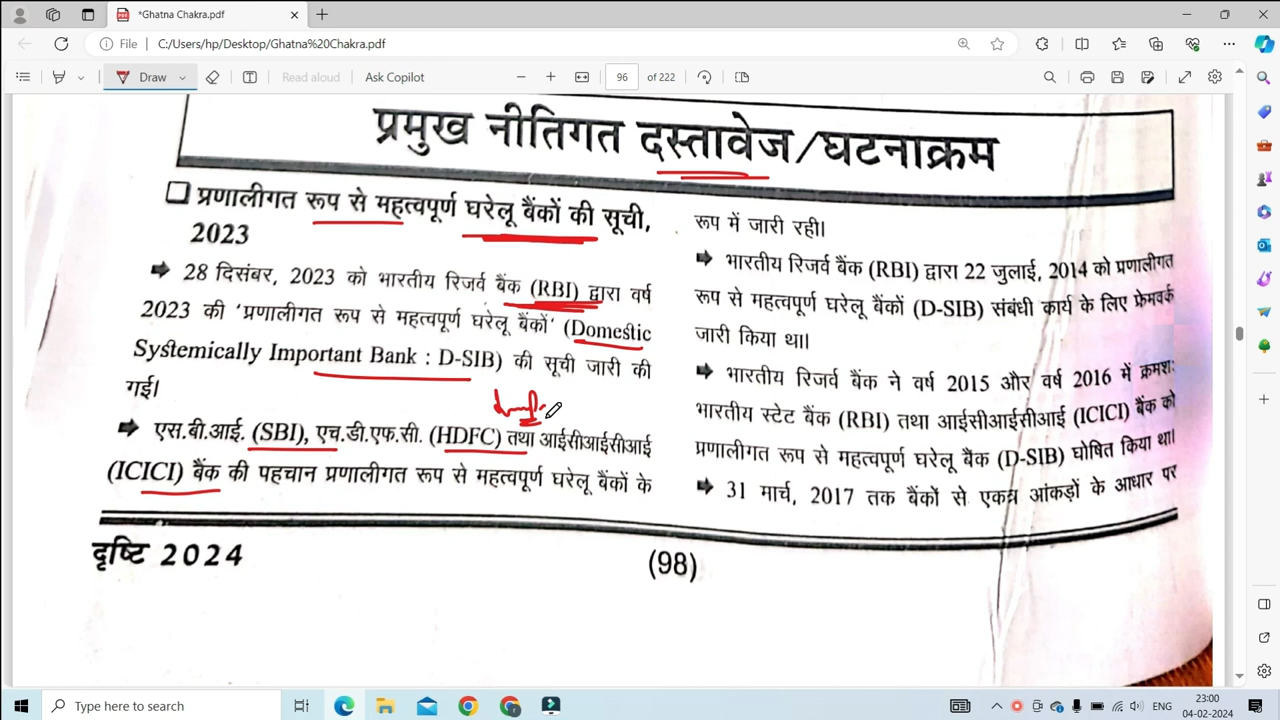 *Ghatna Chakra.pdf
File
C:/Users/hp/Desktop/Ghatna%20Chakra.pdf
Draw
Read aloud
Ask Copilot
96
of 222
प्रमुख नीतिगत दस्तावेज/घटनाक्रम
प्रणालीगत रूप से महत्वपूर्ण घरेलू बैंकों की सूची,
2023
28 दिसंबर, 2023 को भारतीय रिजर्व बैंक (RBI) द्वारा वर्ष
2023 की 'प्रणालीगत रूप से महत्वपूर्ण घरेलू बैंकों' (Domestic
Systemically Important Bank : D-SIB) की सूची जारी की
गई।
एस.बी.आई. (SBI), एच.डी.एफ.सी. (HDFC) तथा आईसीआईसीआई
(ICICI) बैंक की पहचान प्रणालीगत रूप से महत्वपूर्ण घरेलू बैंकों के
रूप में जारी रही।
भारतीय रिजर्व बैंक (RBI) द्वारा 22 जुलाई, 2014 को प्रणालीगत
रूप से महत्वपूर्ण घरेलू बैंकों (D-SIB) संबंधी कार्य के लिए फ्रेमवर्क
जारी किया था।
भारतीय रिजर्व बैंक ने वर्ष 2015 और वर्ष 2016 में क्रमशः
भारतीय स्टेट बैंक (RBI) तथा आईसीआईसीआई (ICICI) बैंक को
प्रणालीगत रूप से महत्वपूर्ण घरेलू बैंक (D-SIB) घोषित किया था।
31 मार्च, 2017 तक बैंकों से एकत्र आंकड़ों के आधार पर
दृष्टि 2024
(98)
Type here to search
ENG
23:00
04-02-2024